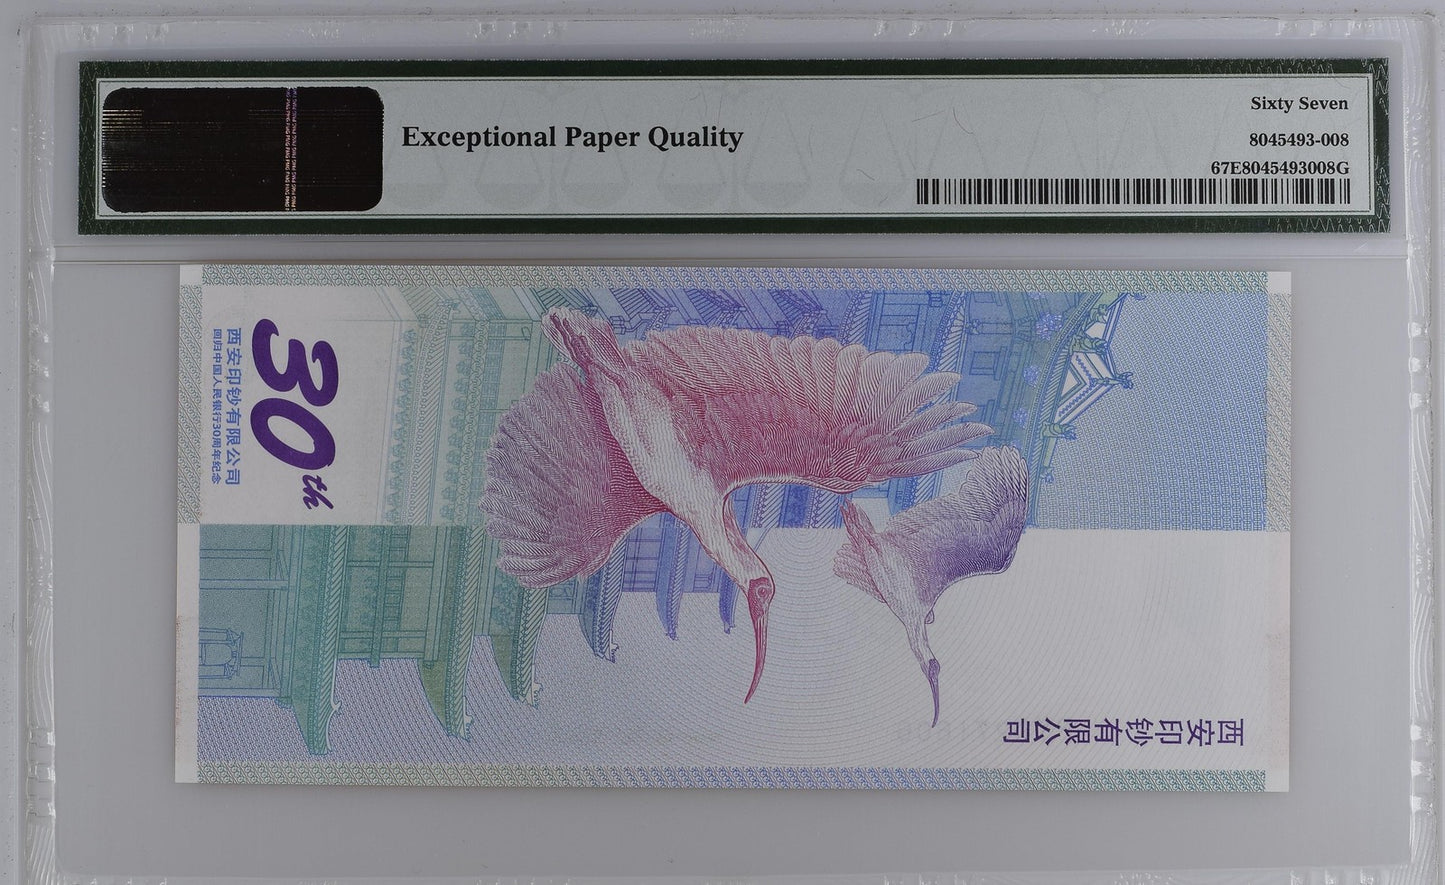 Exceptional Paper Quality
Sixty Seven
8045493-008
67E8045493008G
30th
西安印钞有限公司
回归中国人民银行30周年纪念
西安印钞有限公司